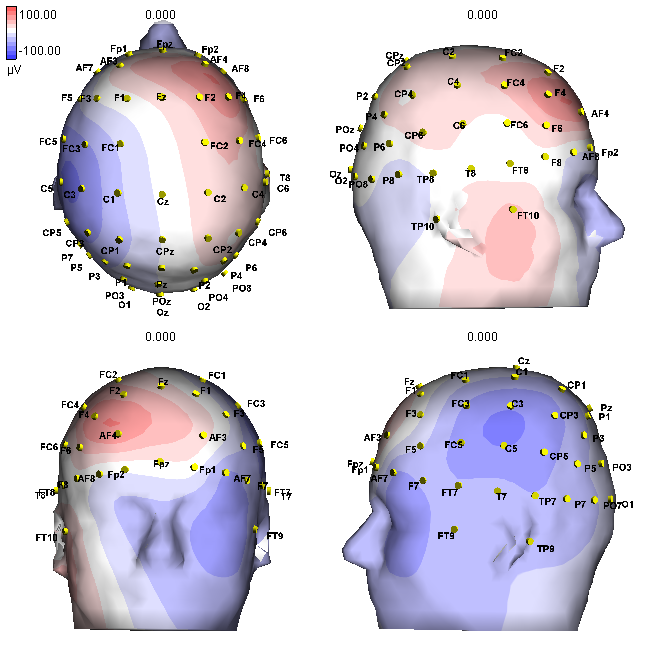 100.00
-100.00
µV
0.000
Fp1 Fpz Fp2
AF7 AF3 AF4 AF8
F5 F3 F1 Fz F2 F4 F6
FC5 FC3 FC1 FC2 FC4 FC6
C5 C3 C1 Cz C2 C4 C6 T8
CP5 CP3 CP1 CPz CP2 CP4 CP6
P7 P5 P3 P1 Pz P2 P4 P6
PO3 POz PO4 PO8
O1 Oz O2
0.000
CPz C2 FC2
F2
P2 CP4 C4 FC4 F4
P4 AF4
POz CP6 C6 FC6 F6
PO4 P6 Fp2
Oz F8
O2 PO8 P8 TP8 T8 FT8
TP10 FT10
0.000
FC2 Fz FC1
F2 F1
FC4 F4 FC3
AF4 AF3
FC6 F6 FC5
Fpz
AF8 Fp2 Fp1 AF7
FT8 F7
FT10 FT9
0.000
Cz
Fz FC1 C1 CP1
F1
F3 FC3 C3 CP3 Pz
P1
AF3 F5 FC5 C5 P3
CP5
Fpz
Fp1 AF7 P5 PO3
F7 FT7 T7 TP7 P7 PO7 O1
FT9 TP9